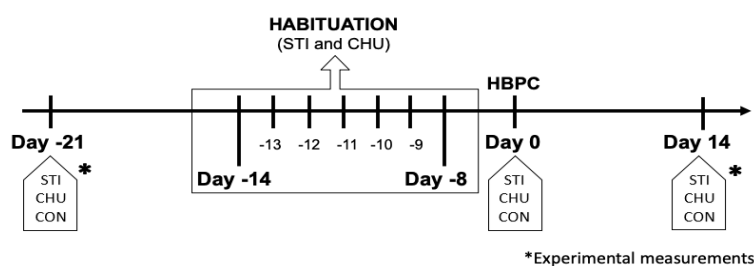 HABITUATION
(STI and CHU)
HBPC
Day -21
-13
-12
-11
-10
-9
Day 0
Day 14
Day -14
Day -8
*
STI
CHU
CON
STI
CHU
CON
*
STI
CHU
CON
*Experimental measurements